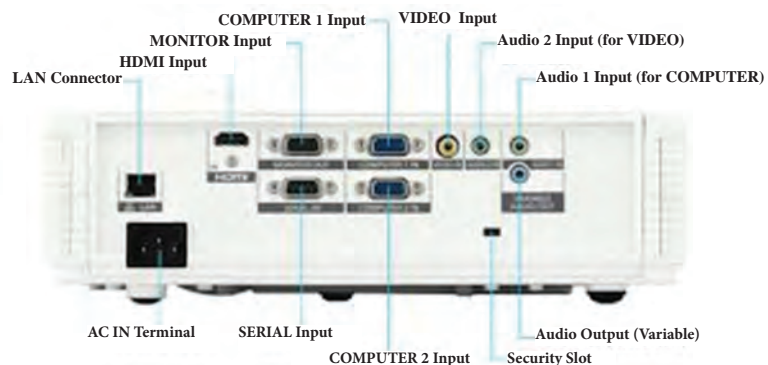 COMPUTER 1 Input
VIDEO Input
MONITOR Input
Audio 2 Input (for VIDEO)
HDMI Input
LAN Connector
Audio 1 Input (for COMPUTER)
HDMI
AC IN Terminal
SERIAL Input
Audio Output (Variable)
COMPUTER 2 Input
Security Slot